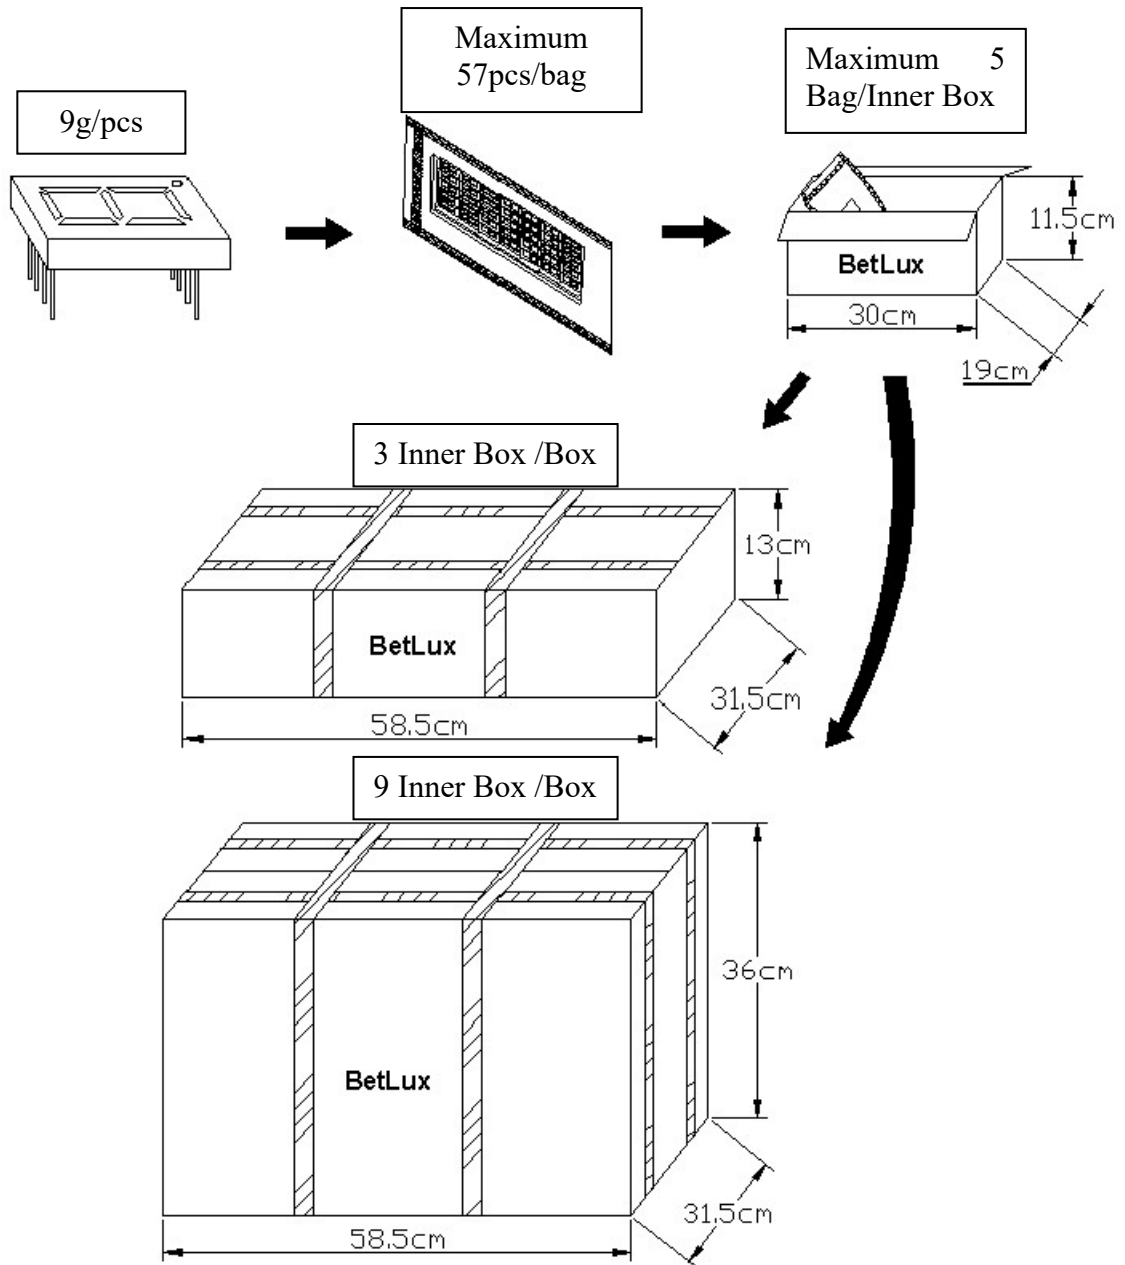 Maximum
57pcs/bag
Maximum 5
Bag/Inner Box
9g/pcs
11.5cm
BetLux
30cm
19cm
3 Inner Box /Box
13cm
BetLux
31.5cm
58.5cm
9 Inner Box /Box
36cm
BetLux
31.5cm
58.5cm